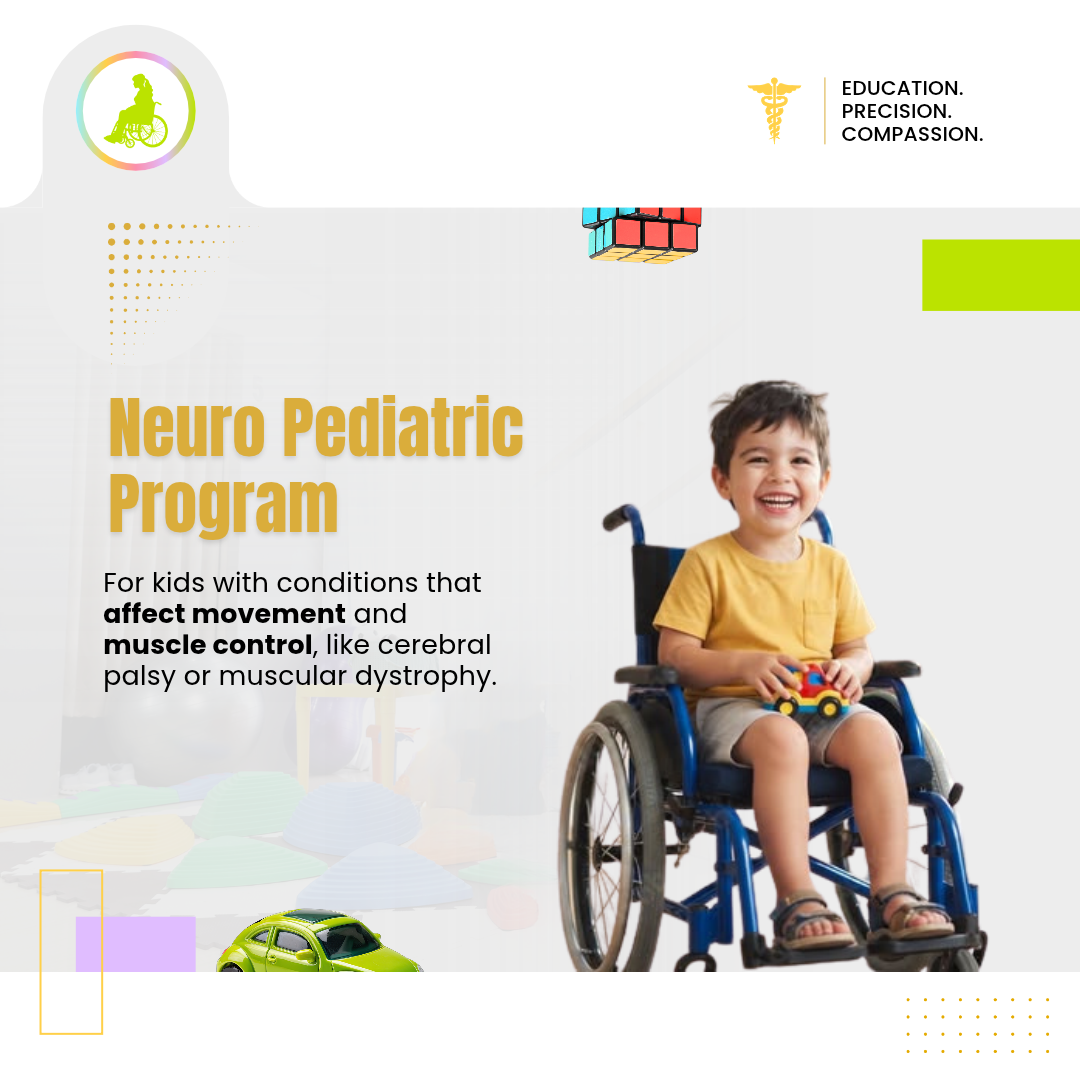 EDUCATION.
PRECISION.
COMPASSION.
Neuro Pediatric
Program
For kids with conditions that
affect movement and
muscle control, like cerebral
palsy or muscular dystrophy.